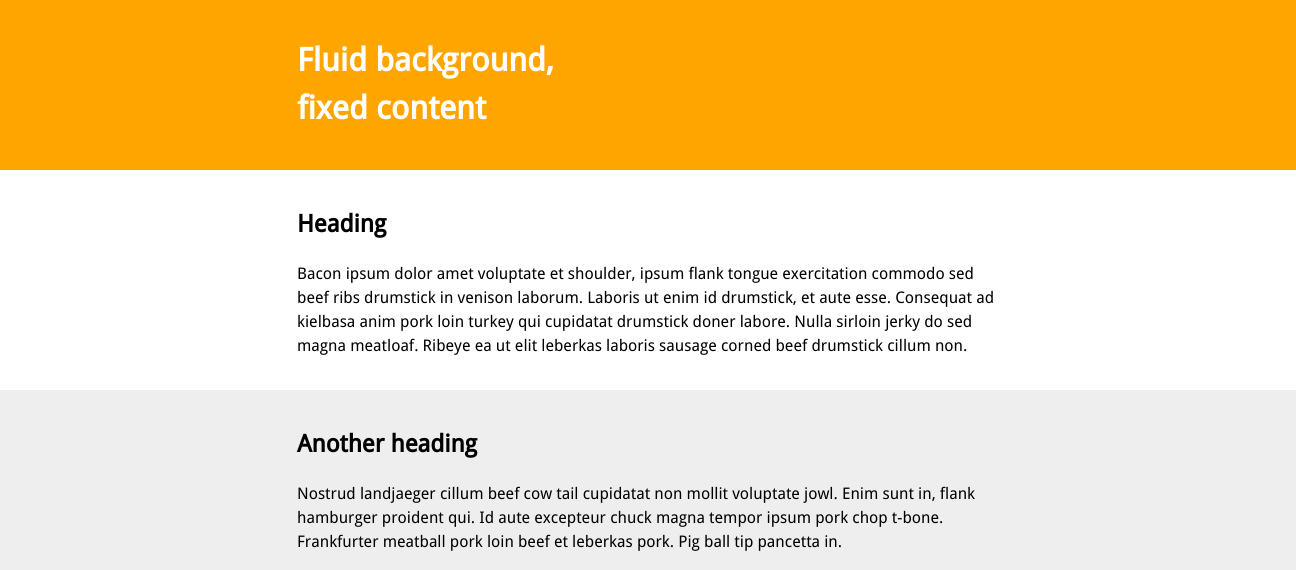 Fluid background,
fixed content
Heading
Bacon ipsum dolor amet voluptate et shoulder, ipsum flank tongue exercitation commodo sed
beef ribs drumstick in venison laborum. Laboris ut enim id drumstick, et aute esse. Consequat ad
kielbasa anim pork loin turkey qui cupidatat drumstick doner labore. Nulla sirloin jerky do sed
magna meatloaf. Ribeye ea ut elit leberkas laboris sausage corned beef drumstick cillum non.
Another heading
Nostrud landjaeger cillum beef cow tail cupidatat non mollit voluptate jowl. Enim sunt in, flank
hamburger proident qui. Id aute excepteur chuck magna tempor ipsum pork chop t-bone.
Frankfurter meatball pork loin beef et leberkas pork. Pig ball tip pancetta in.